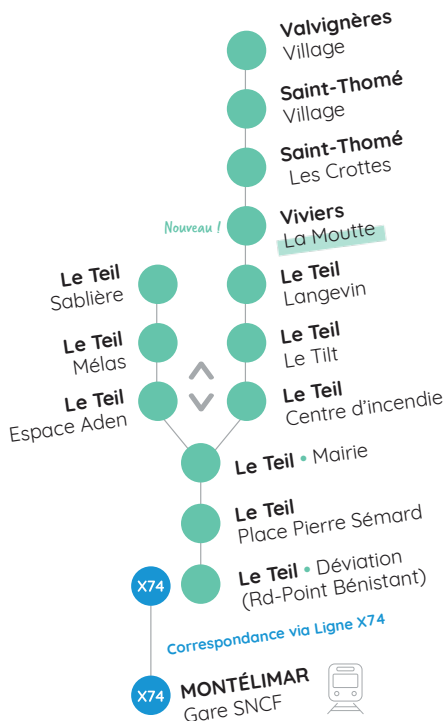 Valvignères
Village
Saint-Thomé
Village
Saint-Thomé
Les Crottes
Nouveau !
Viviers
La Moutte
Le Teil
Sablière
Le Teil
Langevin
Le Teil
Mélas
Le Teil
Le Tilt
Le Teil
Espace Aden
Le Teil
Centre d'incendie
Le Teil • Mairie
Le Teil
Place Pierre Sémard
X74
Le Teil • Déviation
(Rd-Point Bénistant)
Correspondance via Ligne X74
X74
MONTÉLIMAR
Gare SNCF